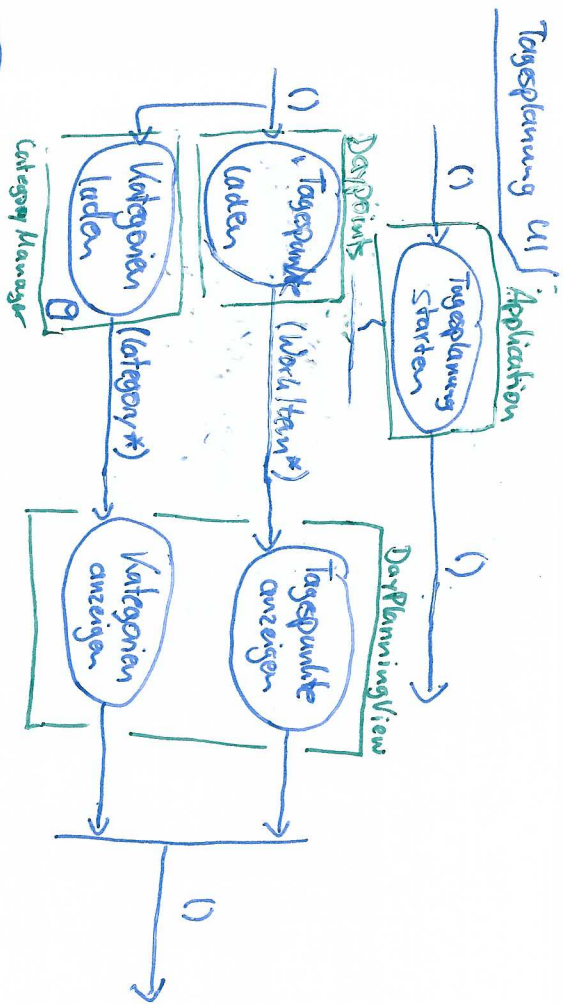 Tagesplanung UI
Application
()
Tagesplanung
starten
()
Daypoints
()
Tagespunkte
laden
(WorkItem*)
DayPlanningView
Tagespunkte
anzeigen
Kategorien
laden
CategoryManager
(Category*)
Kategorien
anzeigen
()